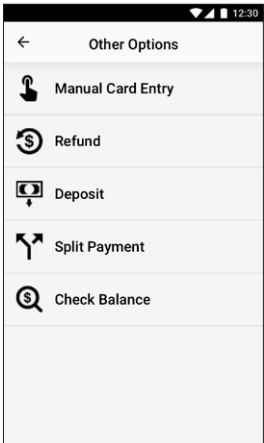 12:30
Other Options
Manual Card Entry
Refund
Deposit
Split Payment
Check Balance